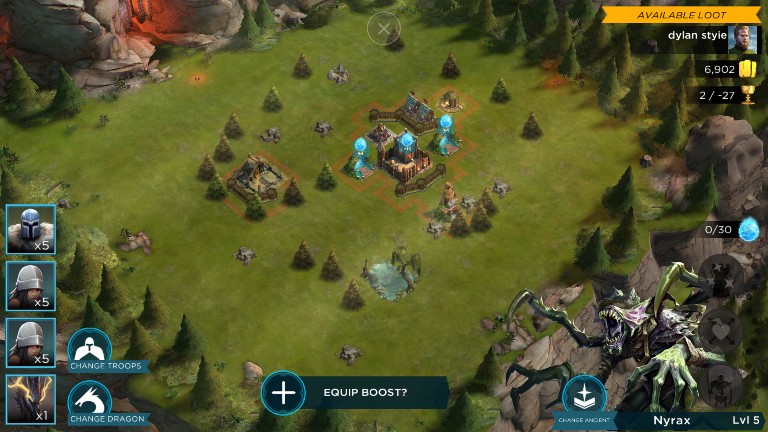 AVAILABLE LOOT
dylan styie
6,902
2 / -27
0/30
x5
x5
x5
x1
CHANGE TROOPS
CHANGE DRAGON
EQUIP BOOST?
CHANGE ANCIENT
Nyrax
Lvl 5